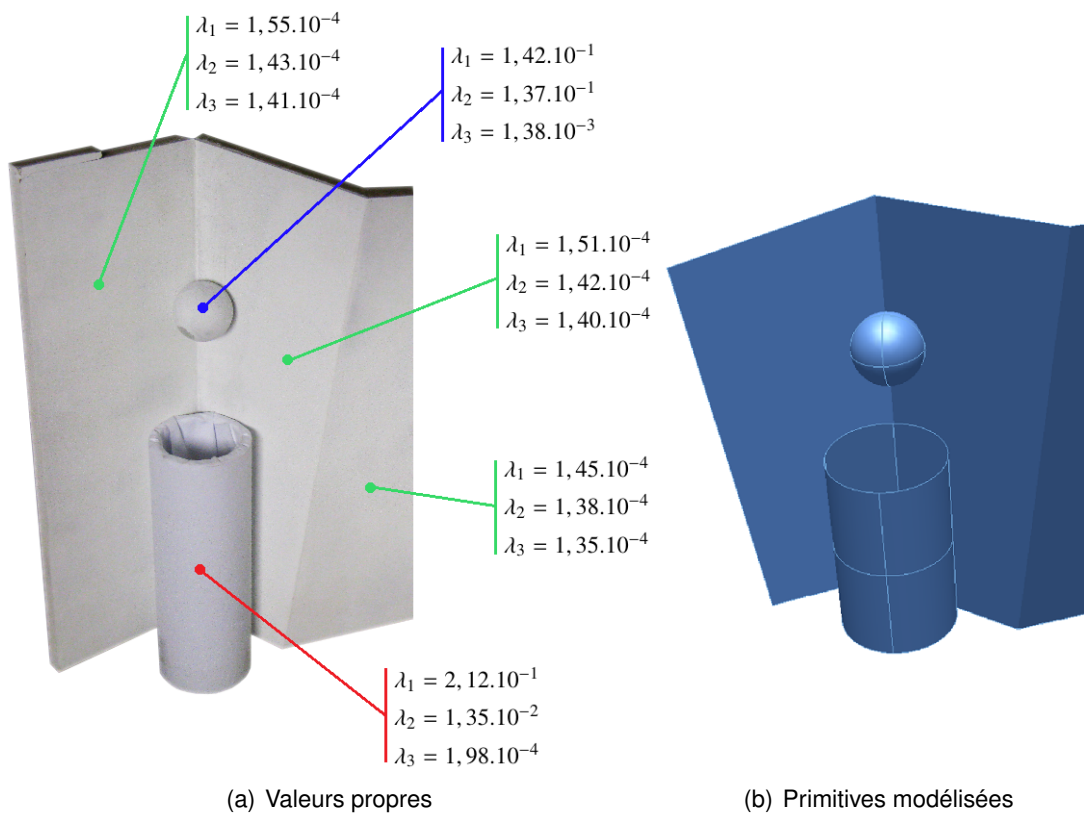 λ₁ = 1,55.10⁻⁴
λ₂ = 1,43.10⁻⁴
λ₃ = 1,41.10⁻⁴
λ₁ = 1,42.10⁻¹
λ₂ = 1,37.10⁻¹
λ₃ = 1,38.10⁻³
λ₁ = 1,51.10⁻⁴
λ₂ = 1,42.10⁻⁴
λ₃ = 1,40.10⁻⁴
λ₁ = 1,45.10⁻⁴
λ₂ = 1,38.10⁻⁴
λ₃ = 1,35.10⁻⁴
λ₁ = 2,12.10⁻¹
λ₂ = 1,35.10⁻²
λ₃ = 1,98.10⁻⁴
(a) Valeurs propres
(b) Primitives modélisées